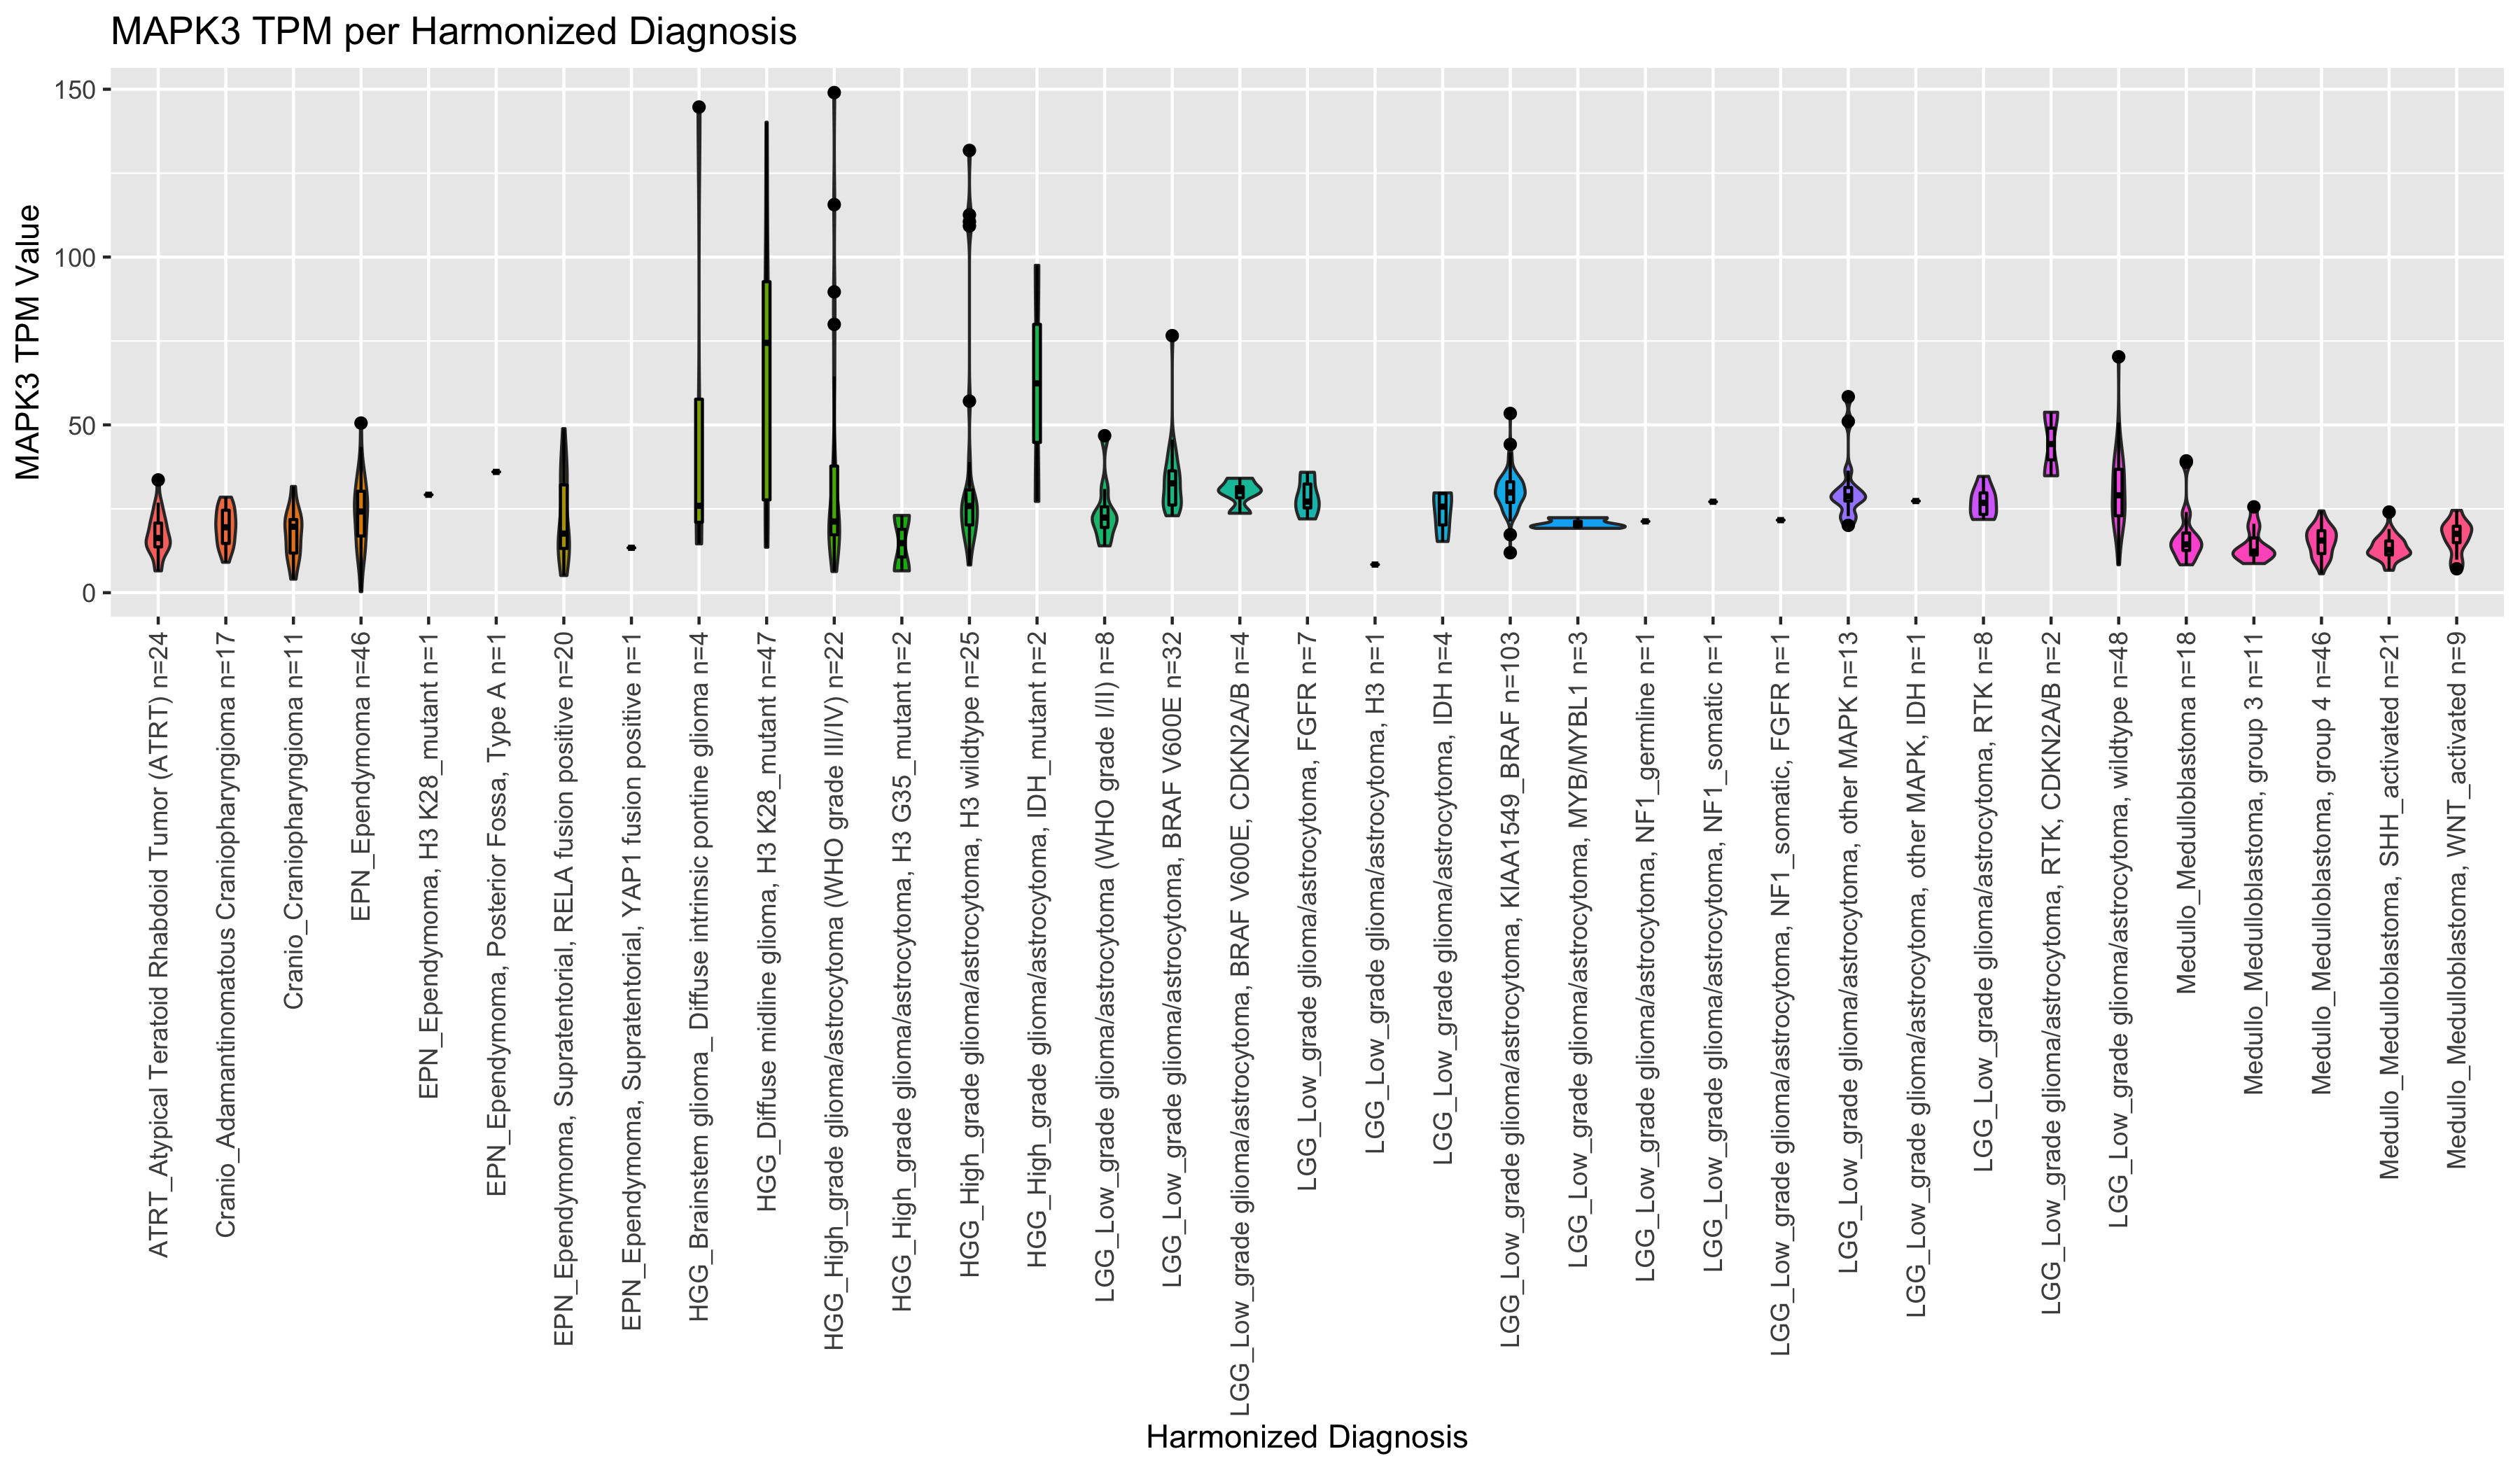 MAPK3 TPM per Harmonized Diagnosis
MAPK3 TPM Value
150
100
50
0
ATRT_Atypical Teratoid Rhabdoid Tumor (ATRT) n=24
Cranio_Adamantinomatous Craniopharyngioma n=17
Cranio_Craniopharyngioma n=11
EPN_Ependymoma n=46
EPN_Ependymoma, H3 K28_mutant n=1
EPN_Ependymoma, Posterior Fossa, Type A n=1
EPN_Ependymoma, Supratentorial, RELA fusion positive n=20
EPN_Ependymoma, Supratentorial, YAP1 fusion positive n=1
HGG_Brainstem glioma_ Diffuse intrinsic pontine glioma n=4
HGG_Diffuse midline glioma, H3 K28_mutant n=47
HGG_High_grade glioma/astrocytoma (WHO grade III/IV) n=22
HGG_High_grade glioma/astrocytoma, H3 G35_mutant n=2
HGG_High_grade glioma/astrocytoma, H3 wildtype n=25
HGG_High_grade glioma/astrocytoma, IDH_mutant n=2
LGG_Low_grade glioma/astrocytoma (WHO grade I/II) n=8
LGG_Low_grade glioma/astrocytoma, BRAF V600E n=32
LGG_Low_grade glioma/astrocytoma, BRAF V600E, CDKN2A/B n=4
LGG_Low_grade glioma/astrocytoma, FGFR n=7
LGG_Low_grade glioma/astrocytoma, H3 n=1
LGG_Low_grade glioma/astrocytoma, IDH n=4
LGG_Low_grade glioma/astrocytoma, KIAA1549_BRAF n=103
LGG_Low_grade glioma/astrocytoma, MYB/MYBL1 n=3
LGG_Low_grade glioma/astrocytoma, NF1_germline n=1
LGG_Low_grade glioma/astrocytoma, NF1_somatic n=1
LGG_Low_grade glioma/astrocytoma, NF1_somatic, FGFR n=1
LGG_Low_grade glioma/astrocytoma, other MAPK n=13
LGG_Low_grade glioma/astrocytoma, other MAPK, IDH n=1
LGG_Low_grade glioma/astrocytoma, RTK n=8
LGG_Low_grade glioma/astrocytoma, RTK, CDKN2A/B n=2
LGG_Low_grade glioma/astrocytoma, wildtype n=48
Medullo_Medulloblastoma n=18
Medullo_Medulloblastoma, group 3 n=11
Medullo_Medulloblastoma, group 4 n=46
Medullo_Medulloblastoma, SHH_activated n=21
Medullo_Medulloblastoma, WNT_activated n=9
Harmonized Diagnosis